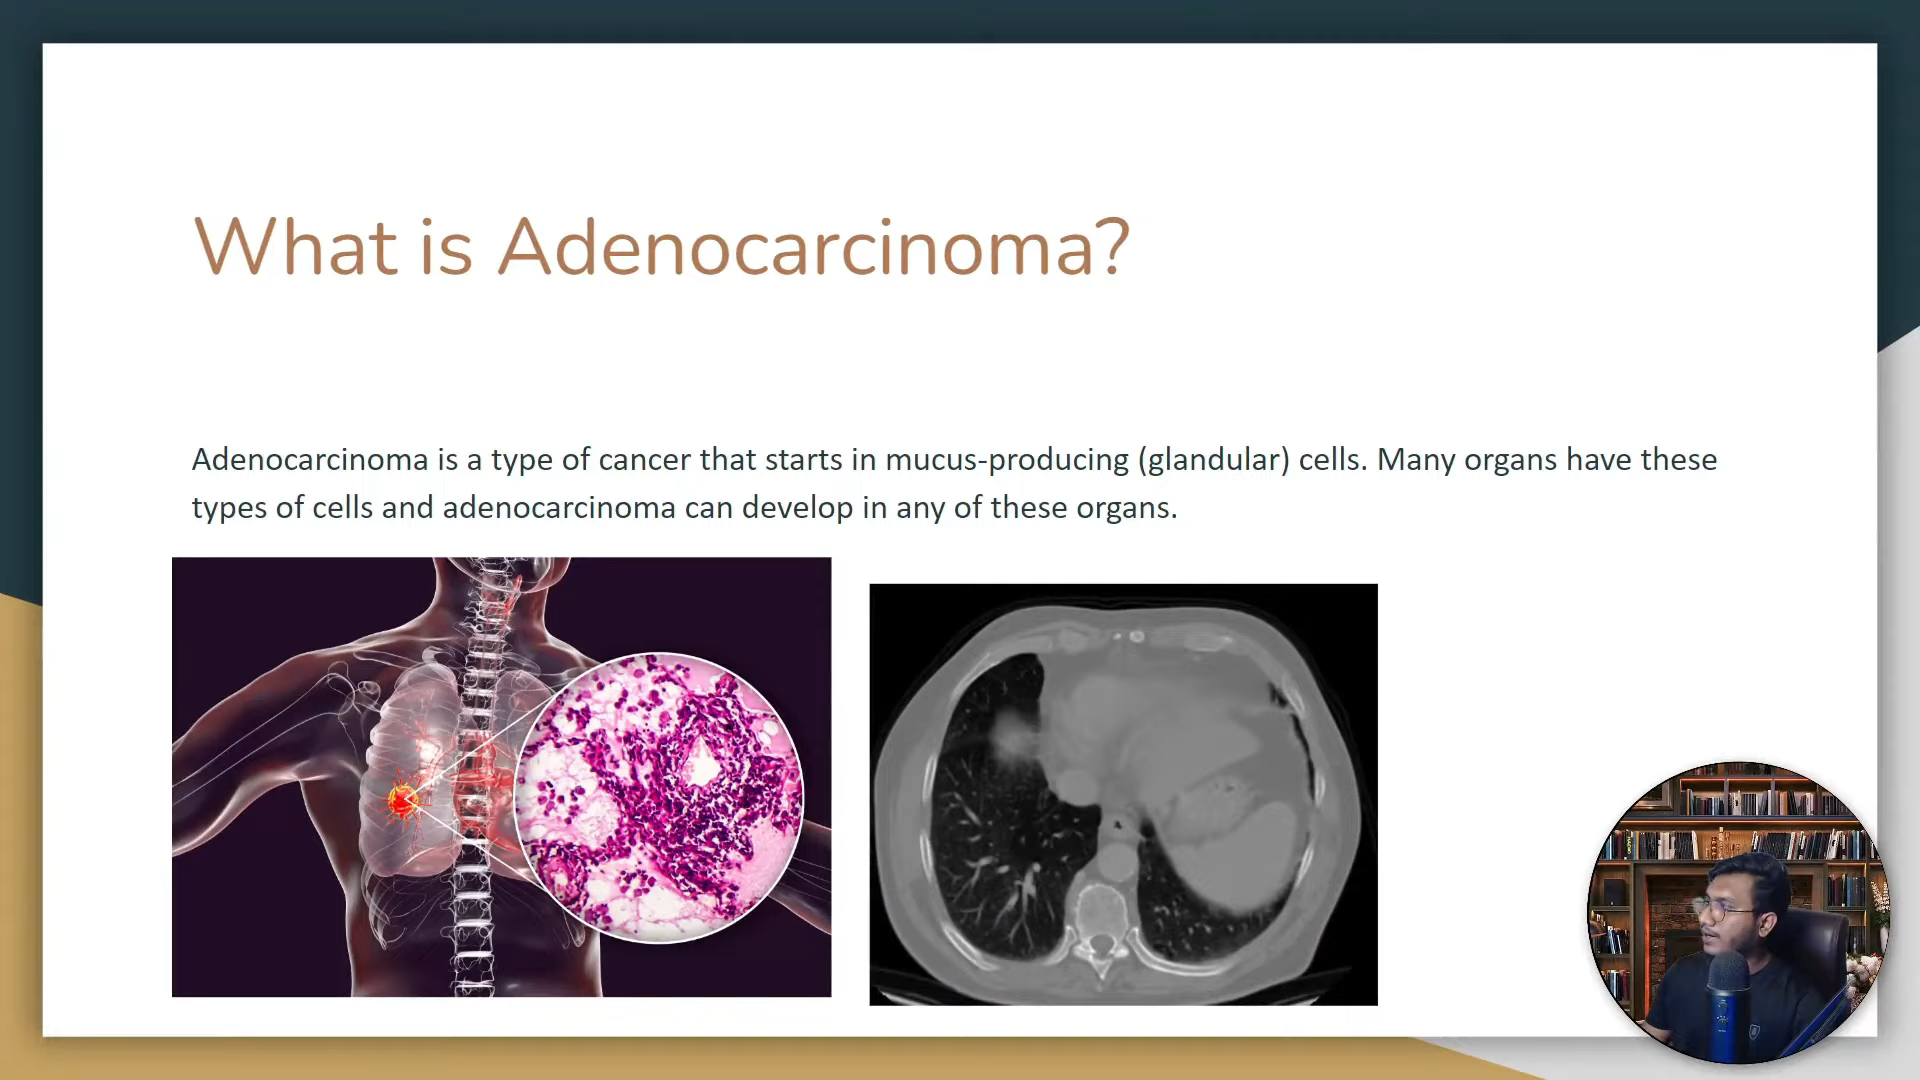 What is Adenocarcinoma?
Adenocarcinoma is a type of cancer that starts in mucus-producing (glandular) cells. Many organs have these
types of cells and adenocarcinoma can develop in any of these organs.